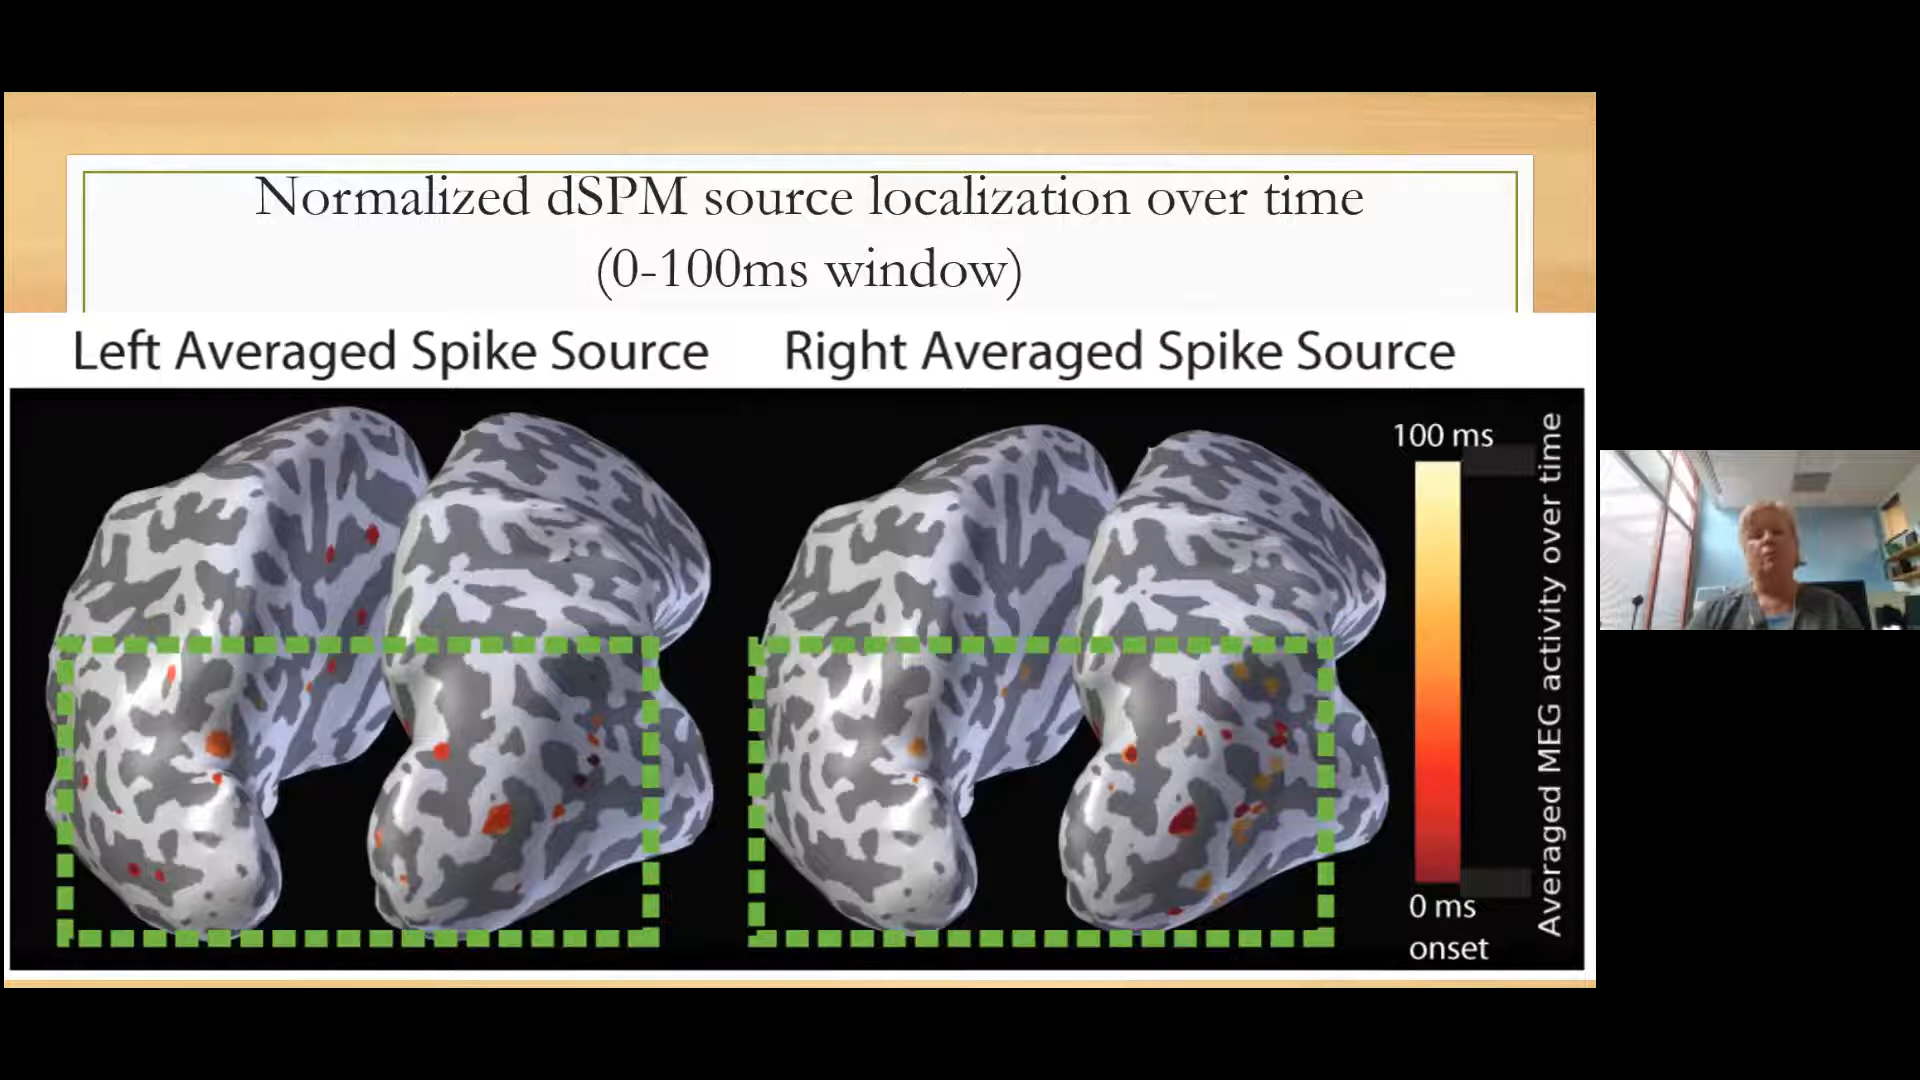 Normalized dSPM source localization over time
(0-100ms window)
Left Averaged Spike Source
Right Averaged Spike Source
100 ms
Averaged MEG activity over time
0 ms
onset